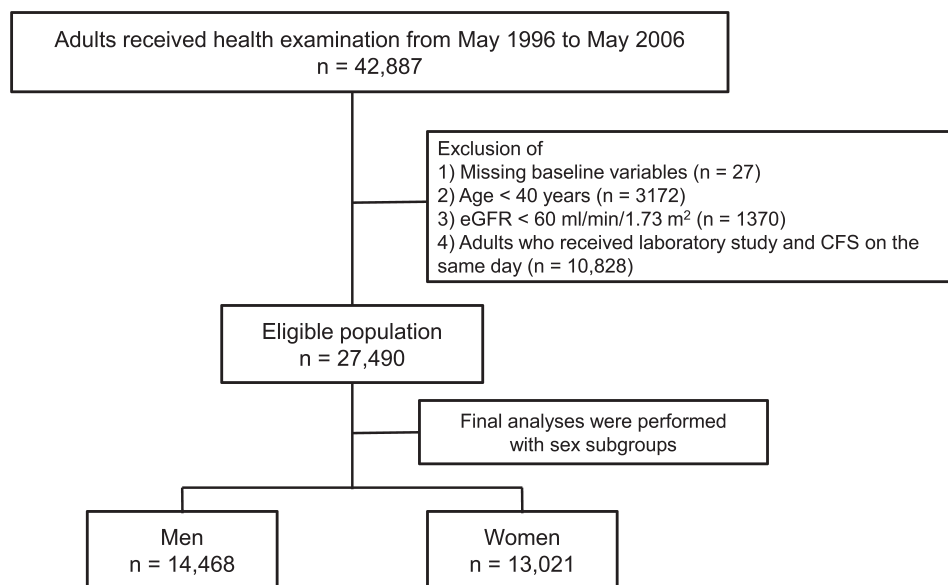 Adults received health examination from May 1996 to May 2006
n = 42,887
Exclusion of
1) Missing baseline variables (n = 27)
2) Age < 40 years (n = 3172)
3) eGFR < 60 ml/min/1.73 m² (n = 1370)
4) Adults who received laboratory study and CFS on the
same day (n = 10,828)
Eligible population
n = 27,490
Final analyses were performed
with sex subgroups
Men
n = 14,468
Women
n = 13,021